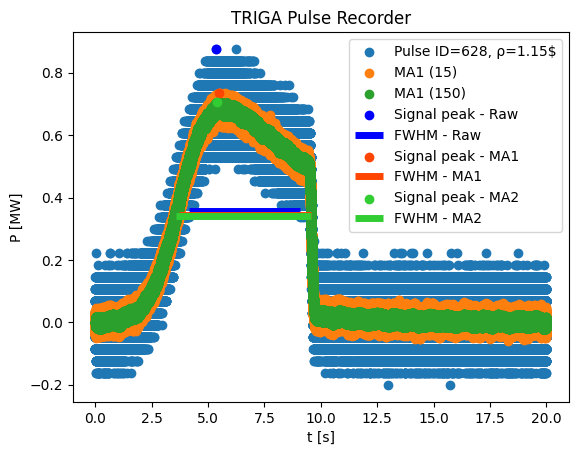 TRIGA Pulse Recorder
P [MW]
0.8
0.6
0.4
0.2
0.0
−0.2
Pulse ID=628, ρ=1.15$
MA1 (15)
MA1 (150)
Signal peak - Raw
FWHM - Raw
Signal peak - MA1
FWHM - MA1
Signal peak - MA2
FWHM - MA2
0.0 2.5 5.0 7.5 10.0 12.5 15.0 17.5 20.0
t [s]